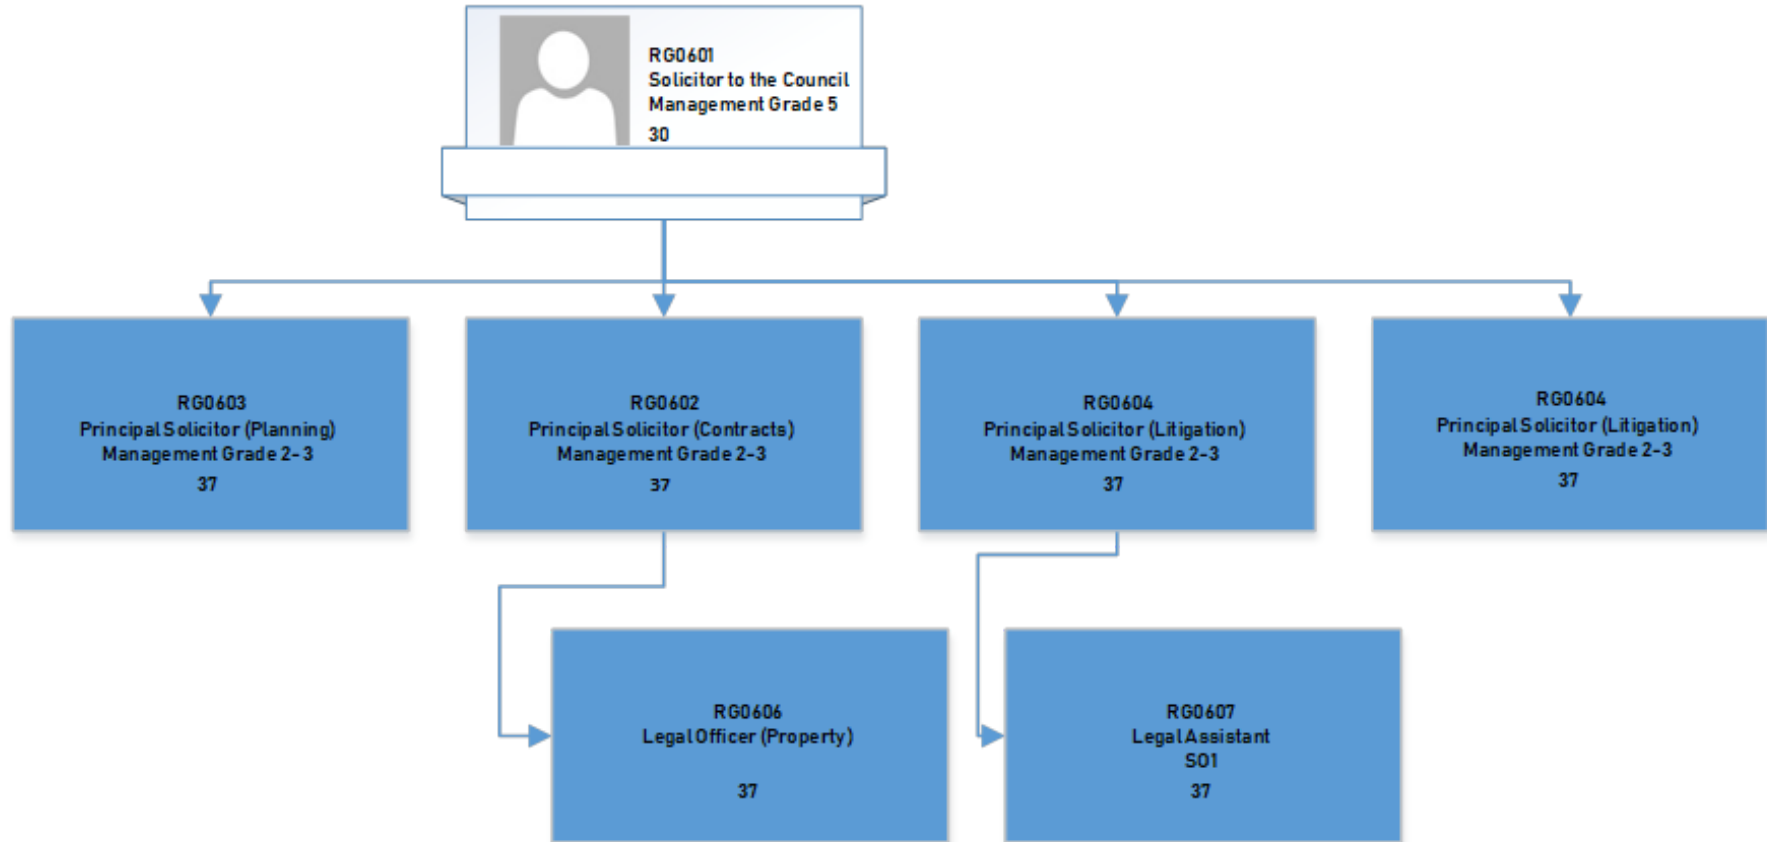 RG0601
Solicitor to the Council
Management Grade 5
30
RG0603
Principal Solicitor (Planning)
Management Grade 2-3
37
RG0602
Principal Solicitor (Contracts)
Management Grade 2-3
37
RG0604
Principal Solicitor (Litigation)
Management Grade 2-3
37
RG0604
Principal Solicitor (Litigation)
Management Grade 2-3
37
RG0606
Legal Officer (Property)
37
RG0607
Legal Assistant
SO1
37